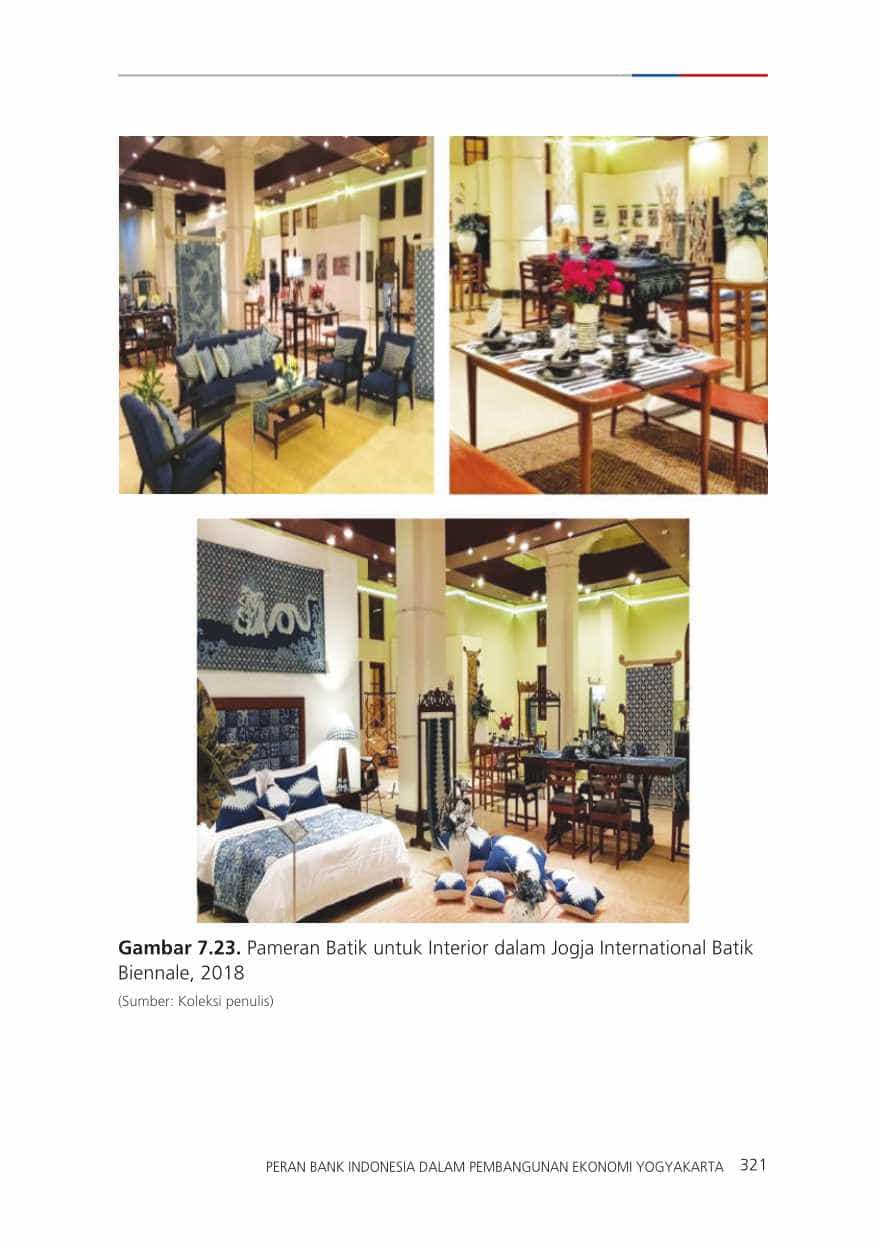 Gambar 7.23. Pameran Batik untuk Interior dalam Jogja International Batik
Biennale, 2018
(Sumber: Koleksi penulis)
PERAN BANK INDONESIA DALAM PEMBANGUNAN EKONOMI YOGYAKARTA 321